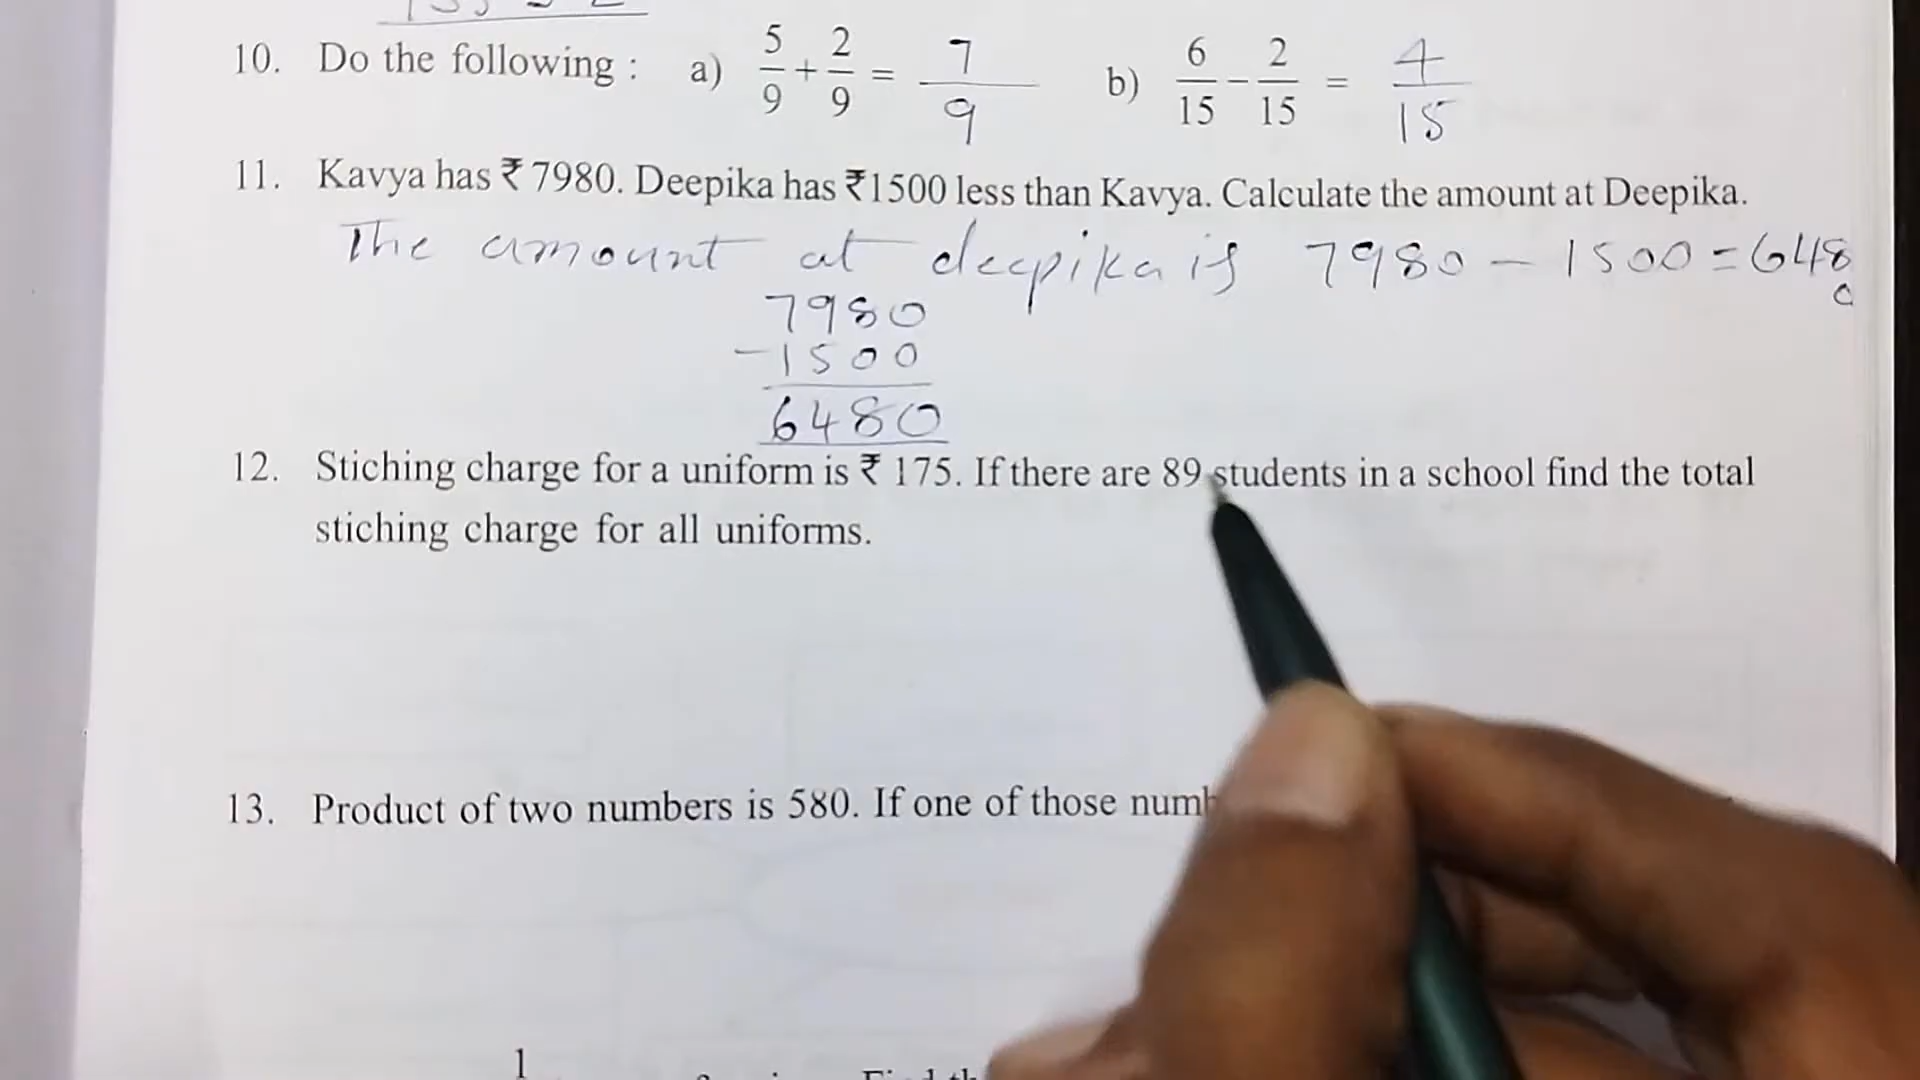 10. Do the following : a) 5/9 + 2/9 = 7/9 b) 6/15 - 2/15 = 4/15
11. Kavya has ₹ 7980. Deepika has ₹1500 less than Kavya. Calculate the amount at Deepika.
The amount at deepika is 7980 - 1500 = 6480
7980
-1500
6480
12. Stiching charge for a uniform is ₹ 175. If there are 89 students in a school find the total
stiching charge for all uniforms.
13. Product of two numbers is 580. If one of those
1